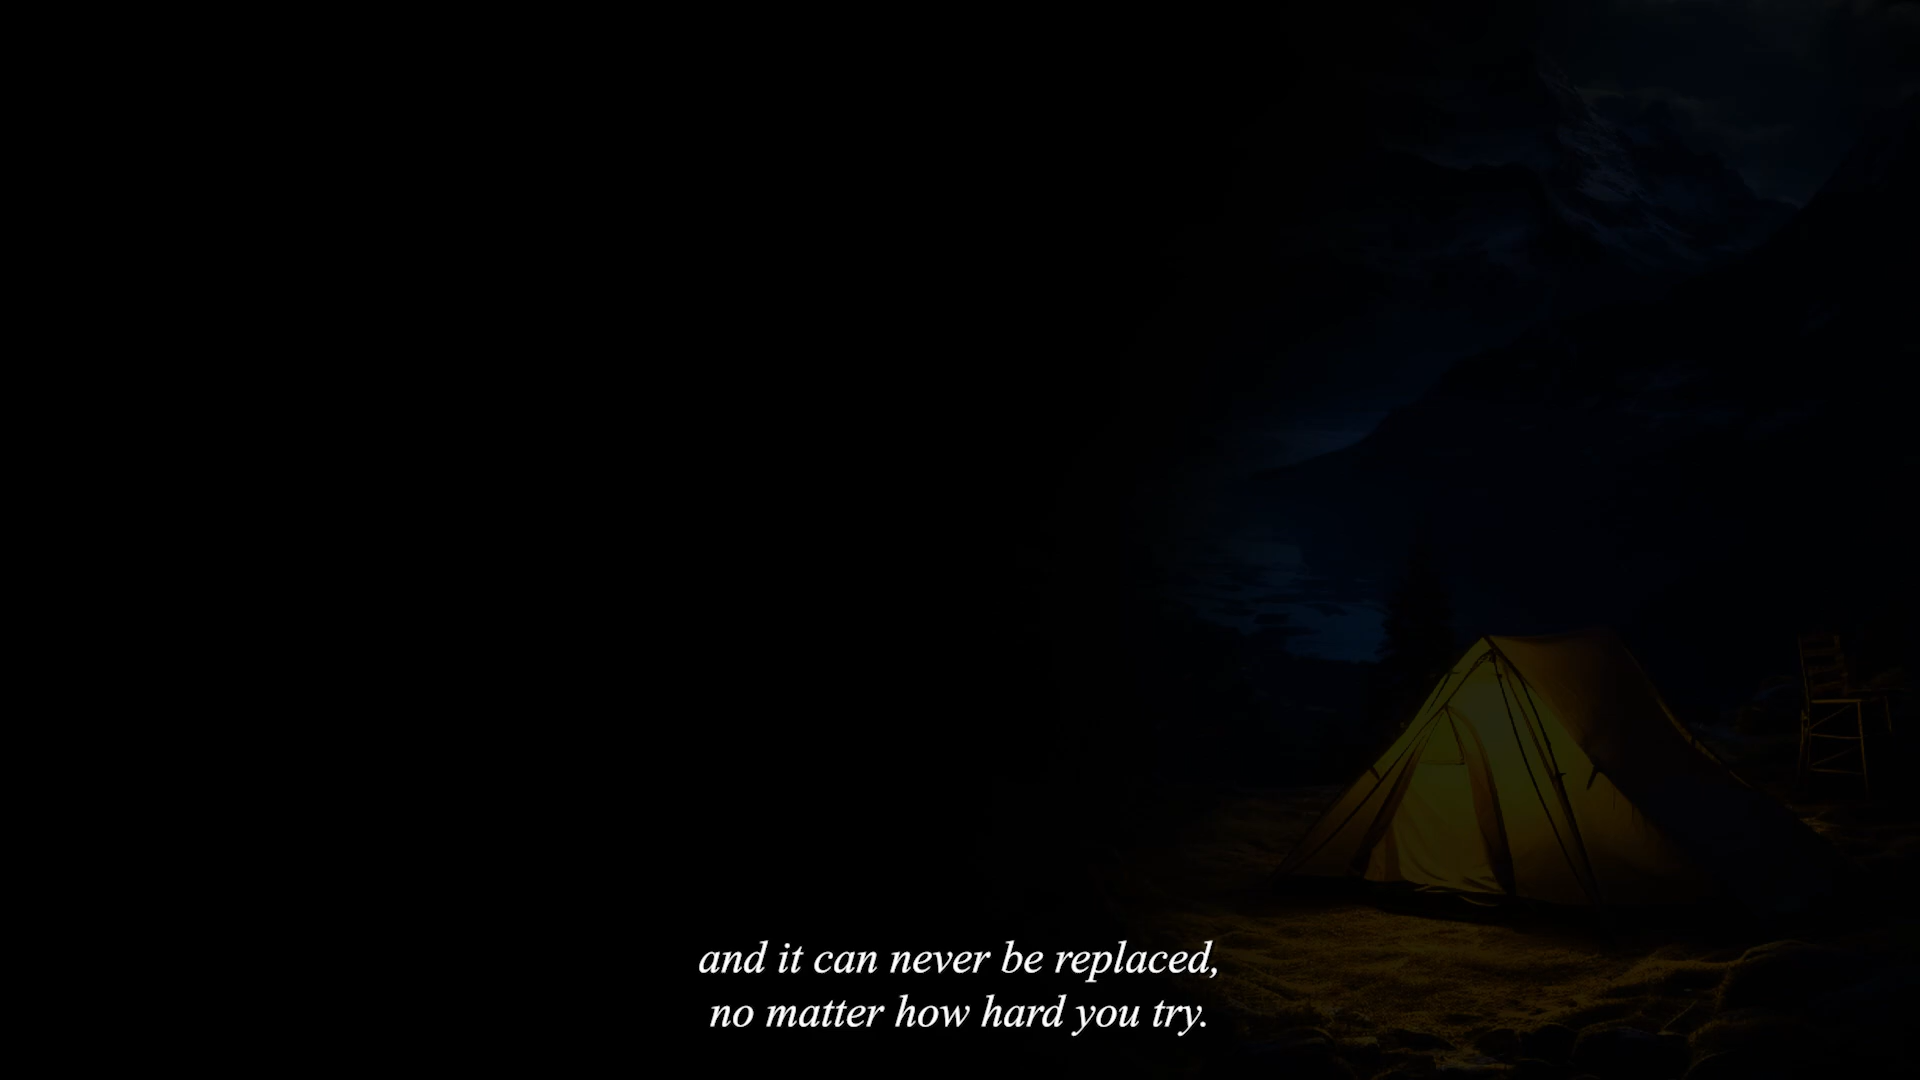 and it can never be replaced,
no matter how hard you try.